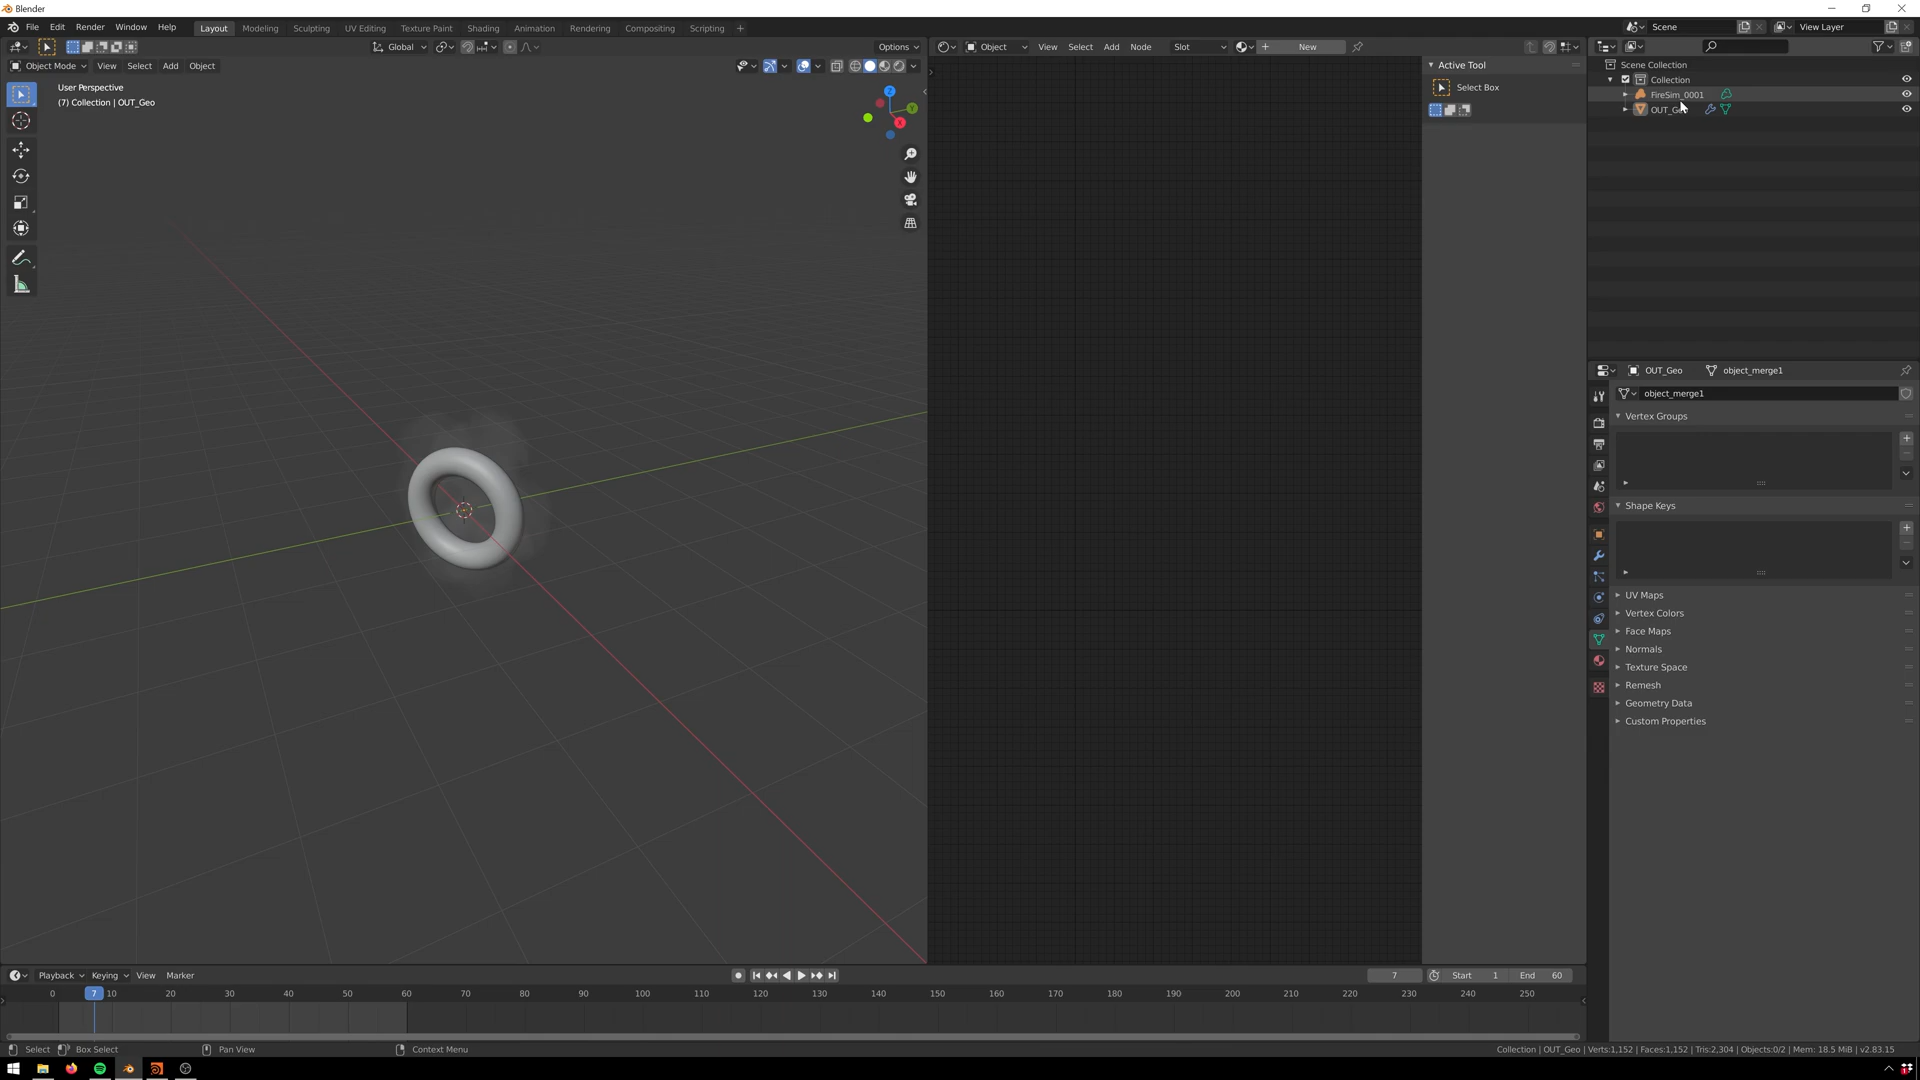 Blender
File Edit Render Window Help Layout Modeling Sculpting UV Editing Texture Paint Shading Animation Rendering Compositing Scripting + Scene View Layer
Global Options Object View Select Add Node Slot + New
Object Mode View Select Add Object
User Perspective
(7) Collection | OUT_Geo
Z
Y
X
Active Tool
Select Box
Scene Collection
Collection
FireSim_0001
OUT_Geo
OUT_Geo object_merge1
object_merge1
Vertex Groups
Shape Keys
UV Maps
Vertex Colors
Face Maps
Normals
Texture Space
Remesh
Geometry Data
Custom Properties
Playback Keying View Marker 7 Start 1 End 60
0 7 10 20 30 40 50 60 70 80 90 100 110 120 130 140 150 160 170 180 190 200 210 220 230 240 250
Select Box Select Pan View Context Menu Collection | OUT_Geo | Verts:1,152 | Faces:1,152 | Tris:2,304 | Objects:0/2 | Mem: 18.5 MiB | v2.83.15